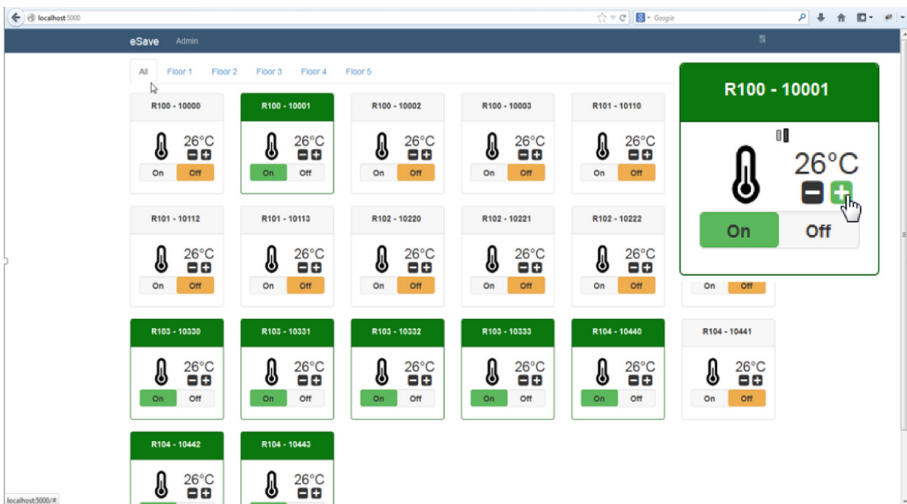 localhost:5000
Google
eSave Admin
All Floor 1 Floor 2 Floor 3 Floor 4 Floor 5
R100 - 10000 R100 - 10001 R100 - 10002 R100 - 10003 R101 - 10110
26°C 26°C 26°C 26°C 26°C
On Off On Off On Off On Off On Off
R100 - 10001
26°C
On Off
R101 - 10112 R101 - 10113 R102 - 10220 R102 - 10221 R102 - 10222
26°C 26°C 26°C 26°C 26°C
On Off On Off On Off On Off On Off On Off
R103 - 10330 R103 - 10331 R103 - 10332 R103 - 10333 R104 - 10440 R104 - 10441
26°C 26°C 26°C 26°C 26°C 26°C
On Off On Off On Off On Off On Off On Off
R104 - 10442 R104 - 10443
26°C 26°C
localhost:5000/#